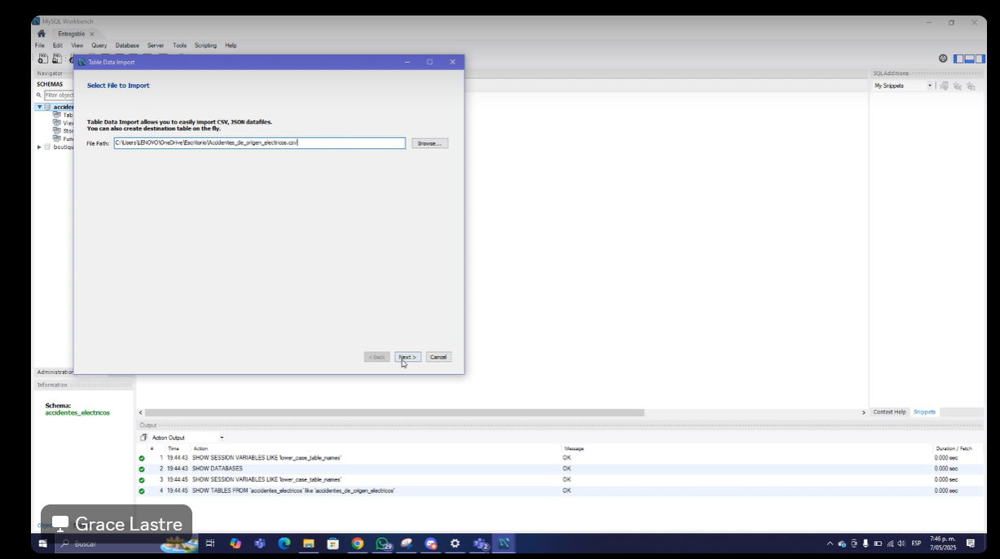 MySQL Workbench
Entregable
File Edit View Query Database Server Tools Scripting Help
Table Data Import
Navigator
SCHEMAS
Filter object
accide
Tab
View
Stor
Fun
boutiqu
Select File to Import
Table Data Import allows you to easily import CSV, JSON datafiles.
You can also create destination table on the fly.
File Path: C:\Users\LENOVO\OneDrive\Escritorio\Accidentes_de_origen_electricos.csv Browse...
< Back Next > Cancel
SQLAdditions
My Snippets
Administration
Information
Schema:
accidentes_electricos
Context Help Snippets
Output
Action Output
# Time Action Message Duration / Fetch
1 19:44:43 SHOW SESSION VARIABLES LIKE 'lower_case_table_names' OK 0.000 sec
2 19:44:43 SHOW DATABASES OK 0.000 sec
3 19:44:45 SHOW SESSION VARIABLES LIKE 'lower_case_table_names' OK 0.000 sec
4 19:44:45 SHOW TABLES FROM 'accidentes_electricos' like 'accidentes_de_origen_electricos' OK 0.000 sec
Grace Lastre
Buscar
29
2
ESP
7:46 p. m.
7/05/2025